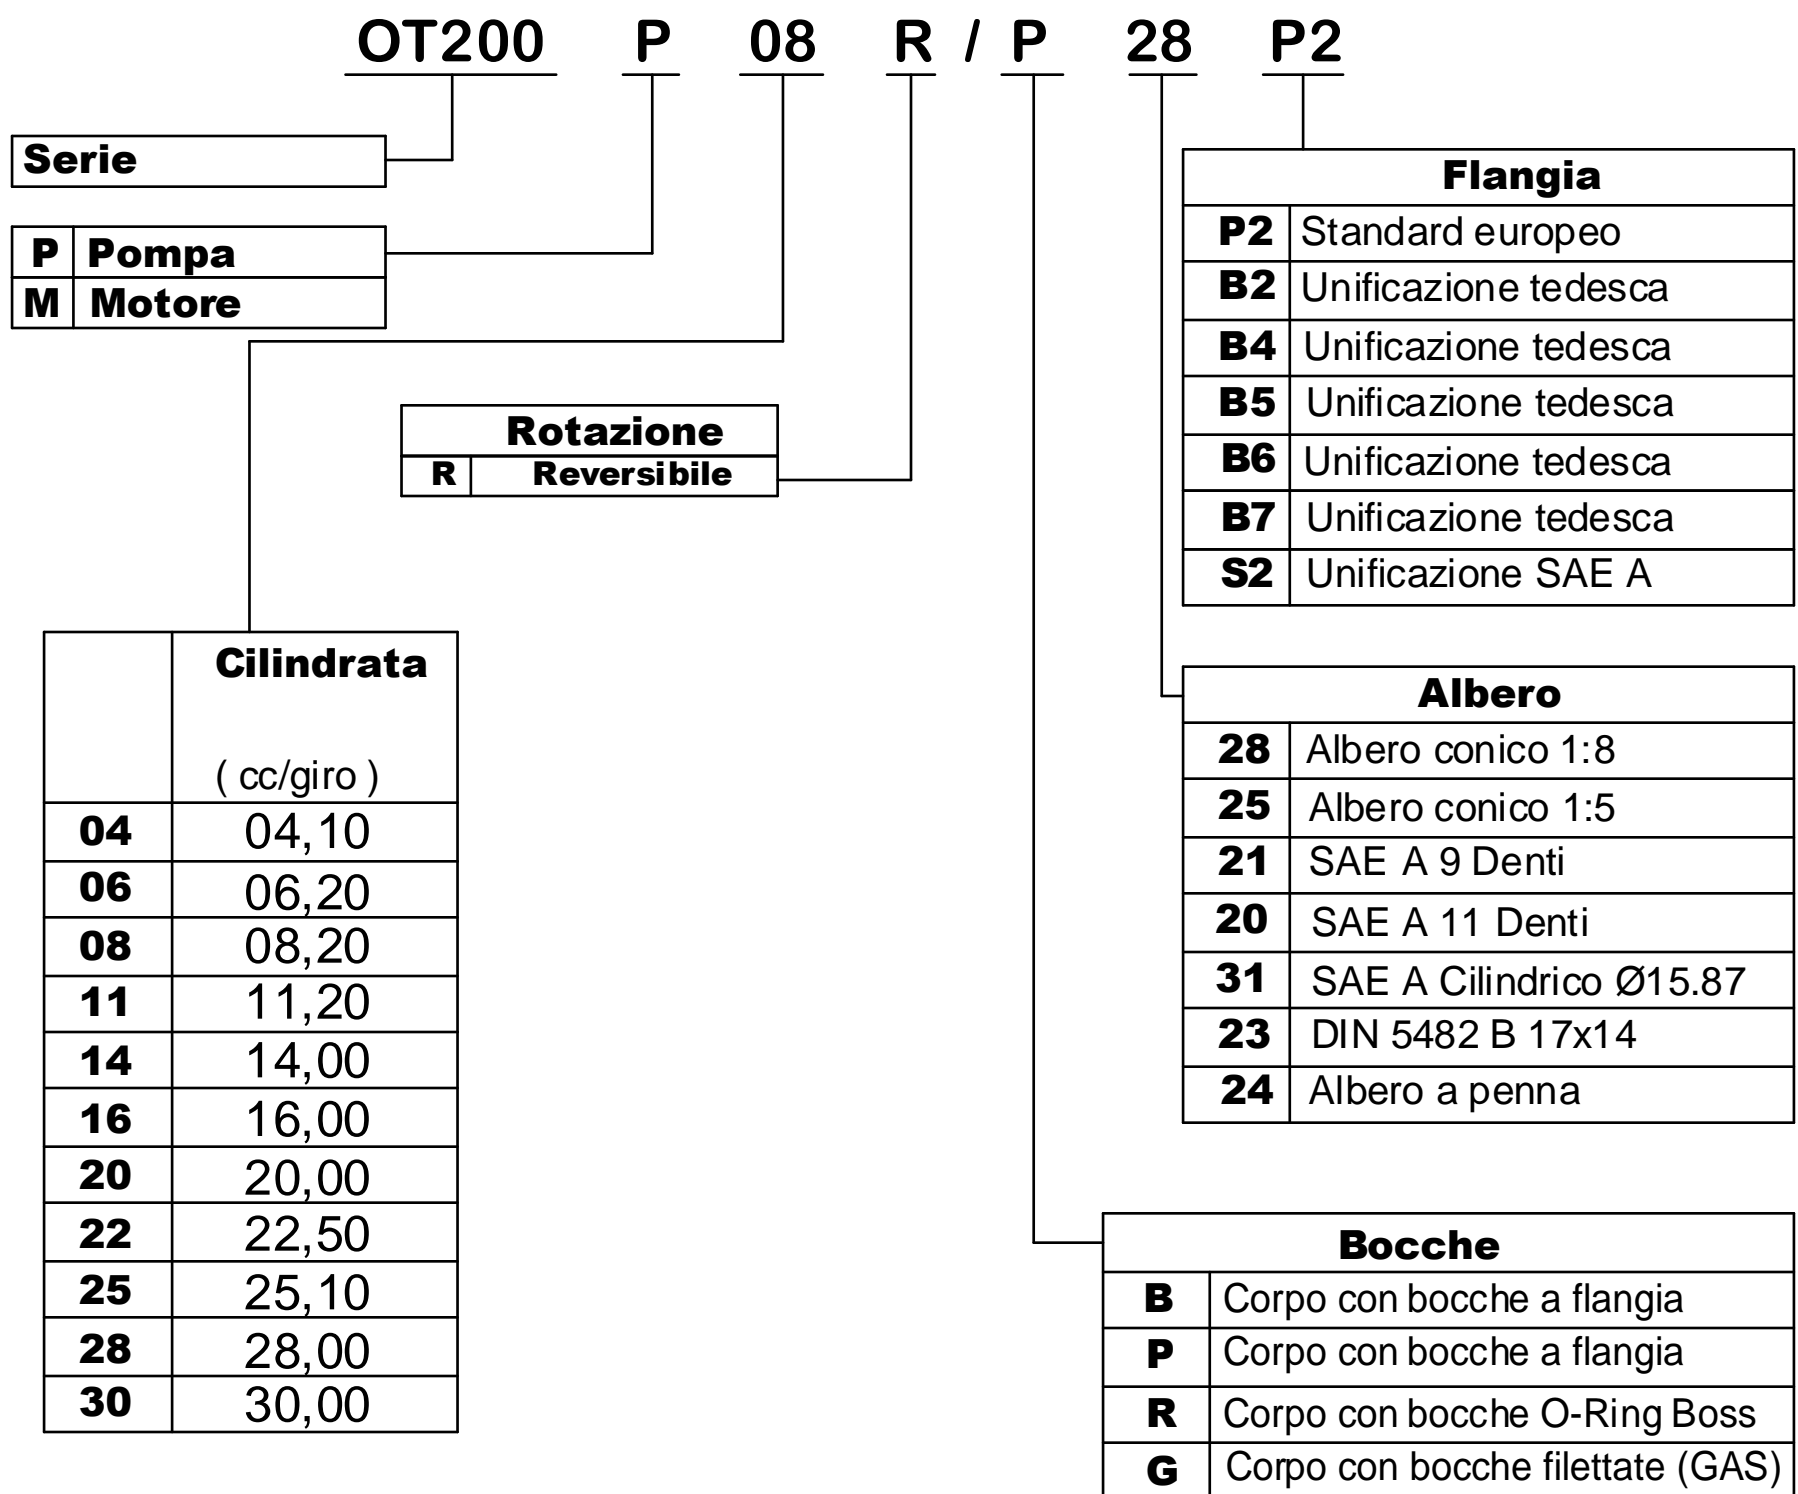 OT200 P 08 R / P 28 P2
Serie
P Pompa
M Motore
Rotazione
R Reversibile
Cilindrata
( cc/giro )
04 04,10
06 06,20
08 08,20
11 11,20
14 14,00
16 16,00
20 20,00
22 22,50
25 25,10
28 28,00
30 30,00
Flangia
P2 Standard europeo
B2 Unificazione tedesca
B4 Unificazione tedesca
B5 Unificazione tedesca
B6 Unificazione tedesca
B7 Unificazione tedesca
S2 Unificazione SAE A
Albero
28 Albero conico 1:8
25 Albero conico 1:5
21 SAE A 9 Denti
20 SAE A 11 Denti
31 SAE A Cilindrico Ø15.87
23 DIN 5482 B 17x14
24 Albero a penna
Bocche
B Corpo con bocche a flangia
P Corpo con bocche a flangia
R Corpo con bocche O-Ring Boss
G Corpo con bocche filettate (GAS)